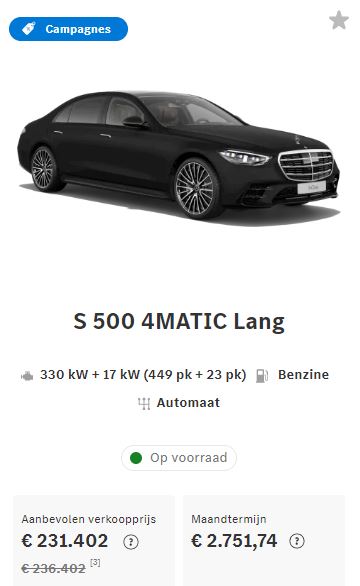 Campagnes
S 500 4MATIC Lang
330 kW + 17 kW (449 pk + 23 pk) Benzine
Automaat
Op voorraad
Aanbevolen verkoopprijs
€ 231.402 ?
€ 236.402 [3]
Maandtermijn
€ 2.751,74 ?